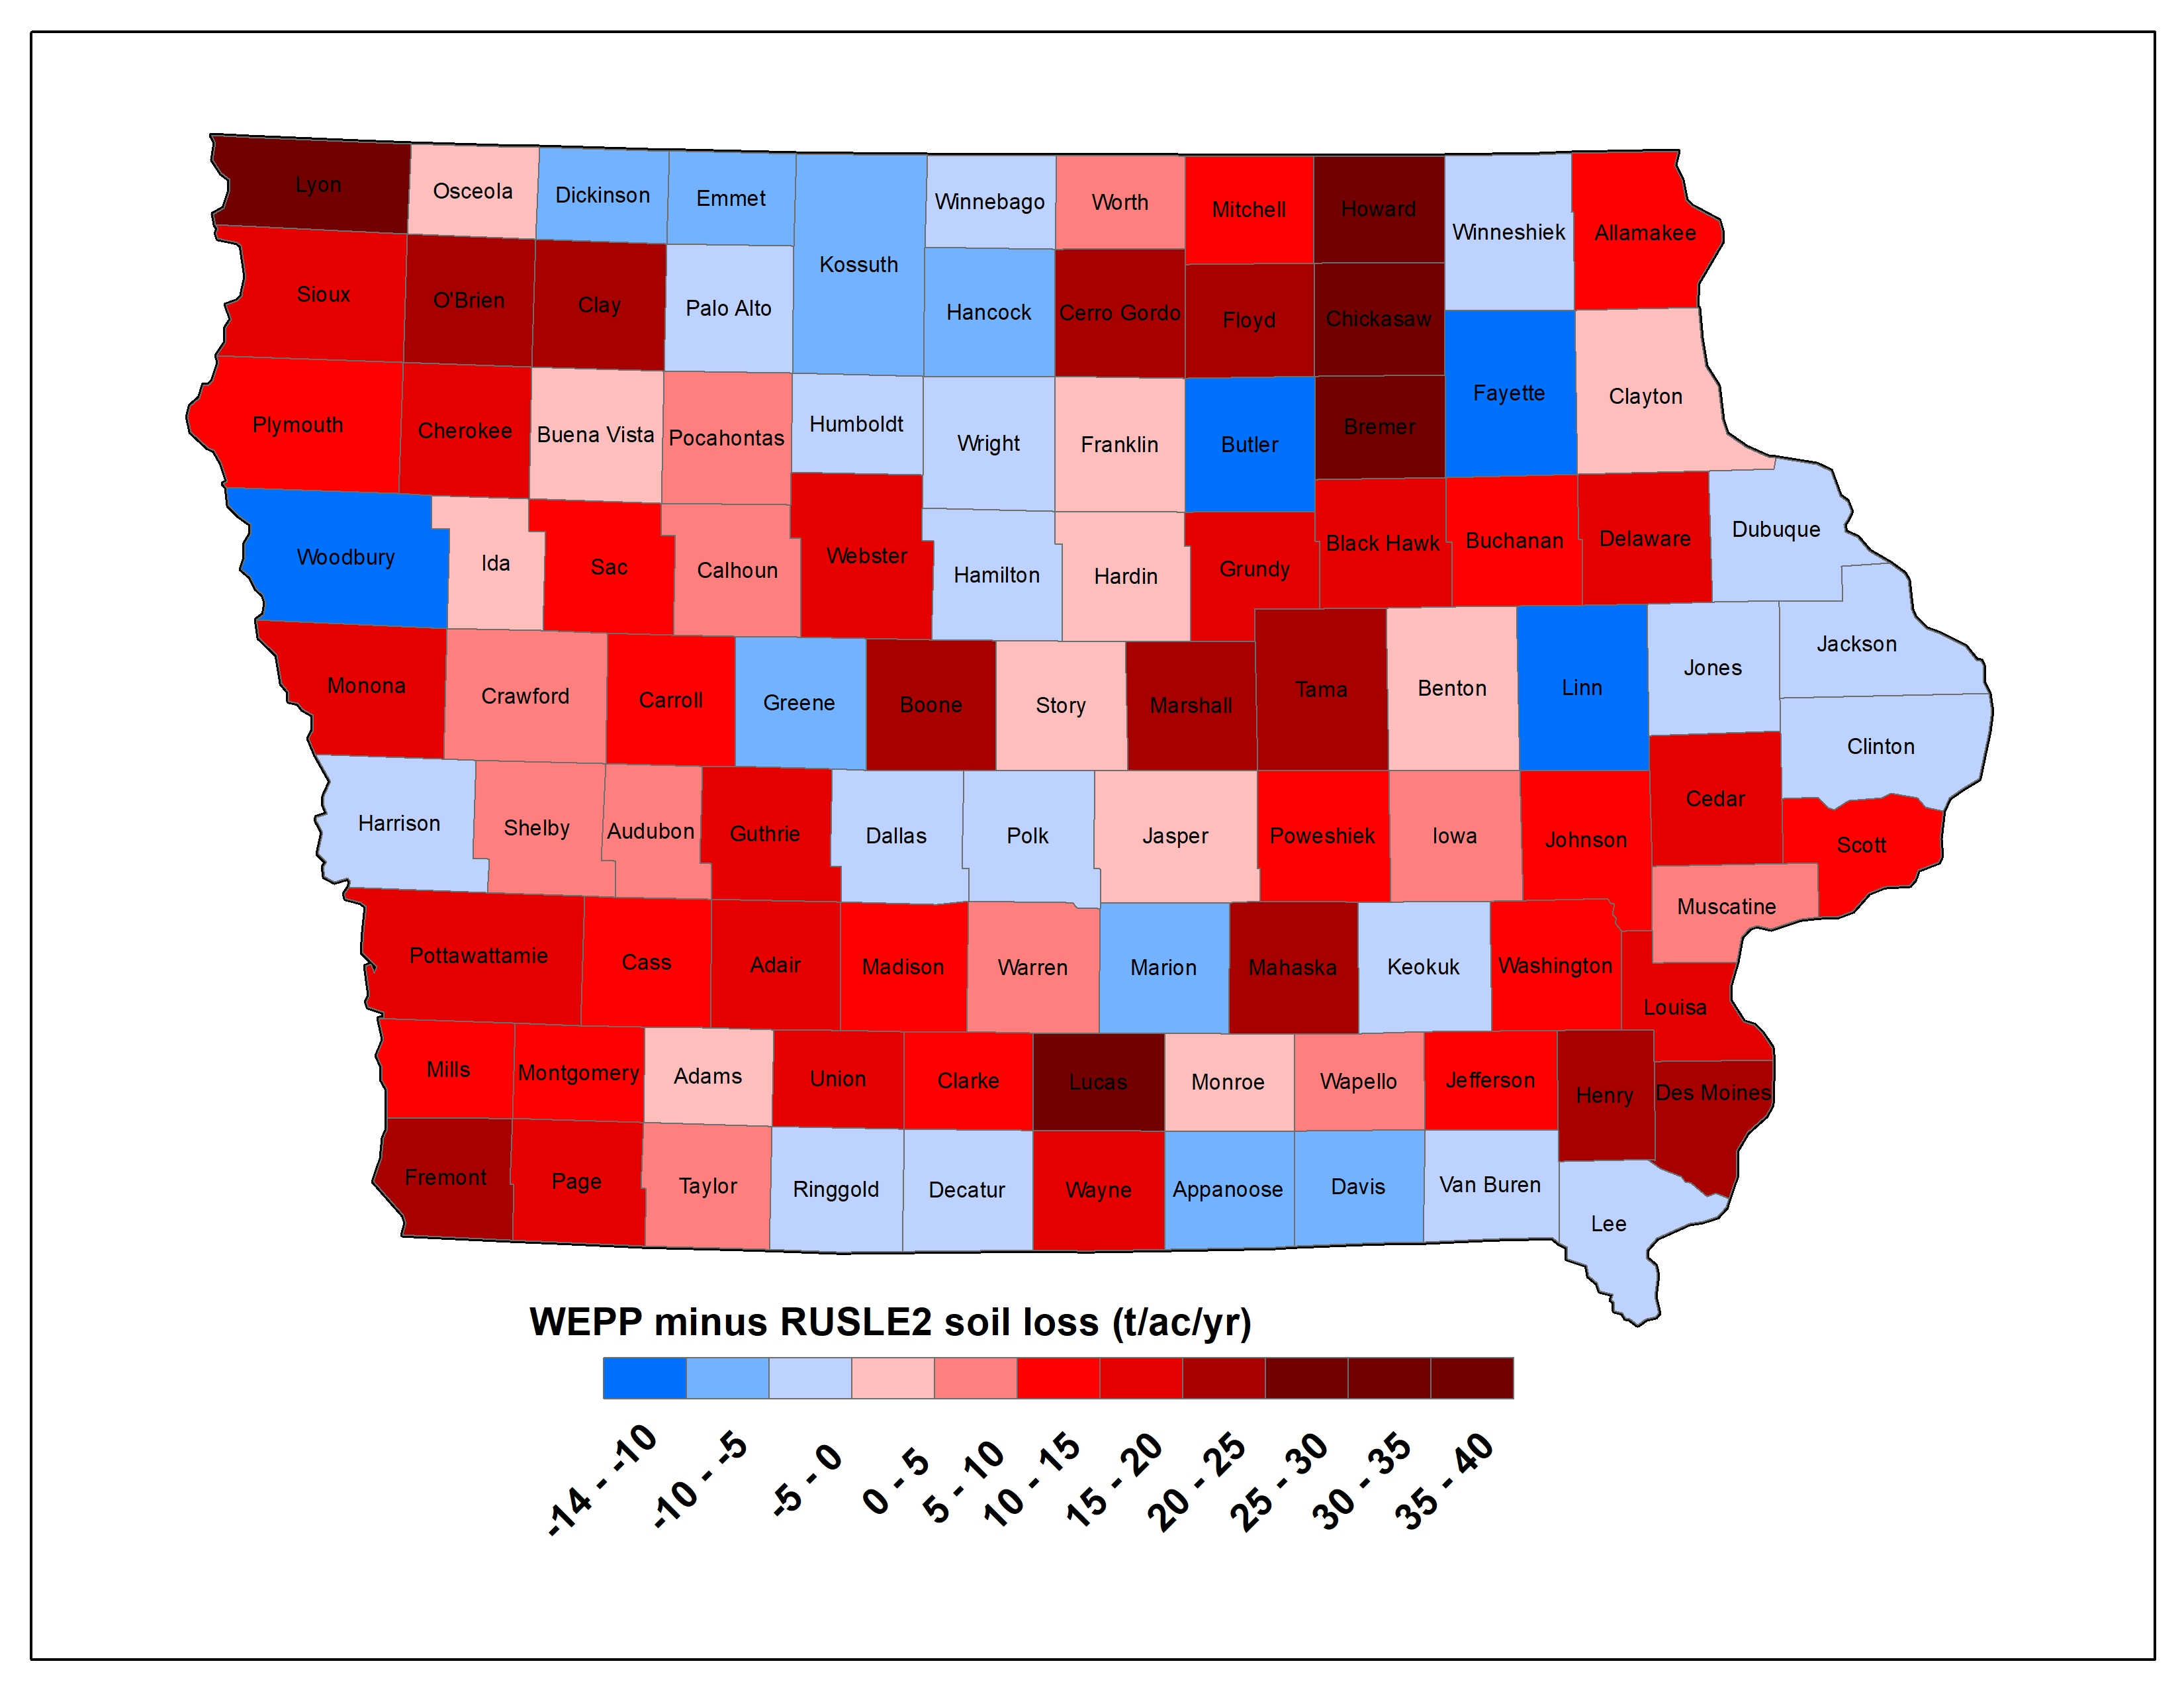 Lyon
Osceola
Dickinson
Emmet
Kossuth
Winnebago
Worth
Mitchell
Howard
Winneshiek
Allamakee
Sioux
O'Brien
Clay
Palo Alto
Hancock
Cerro Gordo
Floyd
Chickasaw
Fayette
Clayton
Plymouth
Cherokee
Buena Vista
Pocahontas
Humboldt
Wright
Franklin
Butler
Bremer
Woodbury
Ida
Sac
Calhoun
Webster
Hamilton
Hardin
Grundy
Black Hawk
Buchanan
Delaware
Dubuque
Monona
Crawford
Carroll
Greene
Boone
Story
Marshall
Tama
Benton
Linn
Jones
Jackson
Clinton
Harrison
Shelby
Audubon
Guthrie
Dallas
Polk
Jasper
Poweshiek
Iowa
Johnson
Cedar
Scott
Muscatine
Pottawattamie
Cass
Adair
Madison
Warren
Marion
Mahaska
Keokuk
Washington
Louisa
Mills
Montgomery
Adams
Union
Clarke
Lucas
Monroe
Wapello
Jefferson
Henry
Des Moines
Fremont
Page
Taylor
Ringgold
Decatur
Wayne
Appanoose
Davis
Van Buren
Lee
WEPP minus RUSLE2 soil loss (t/ac/yr)
-14 - -10
-10 - -5
-5 - 0
0 - 5
5 - 10
10 - 15
15 - 20
20 - 25
25 - 30
30 - 35
35 - 40